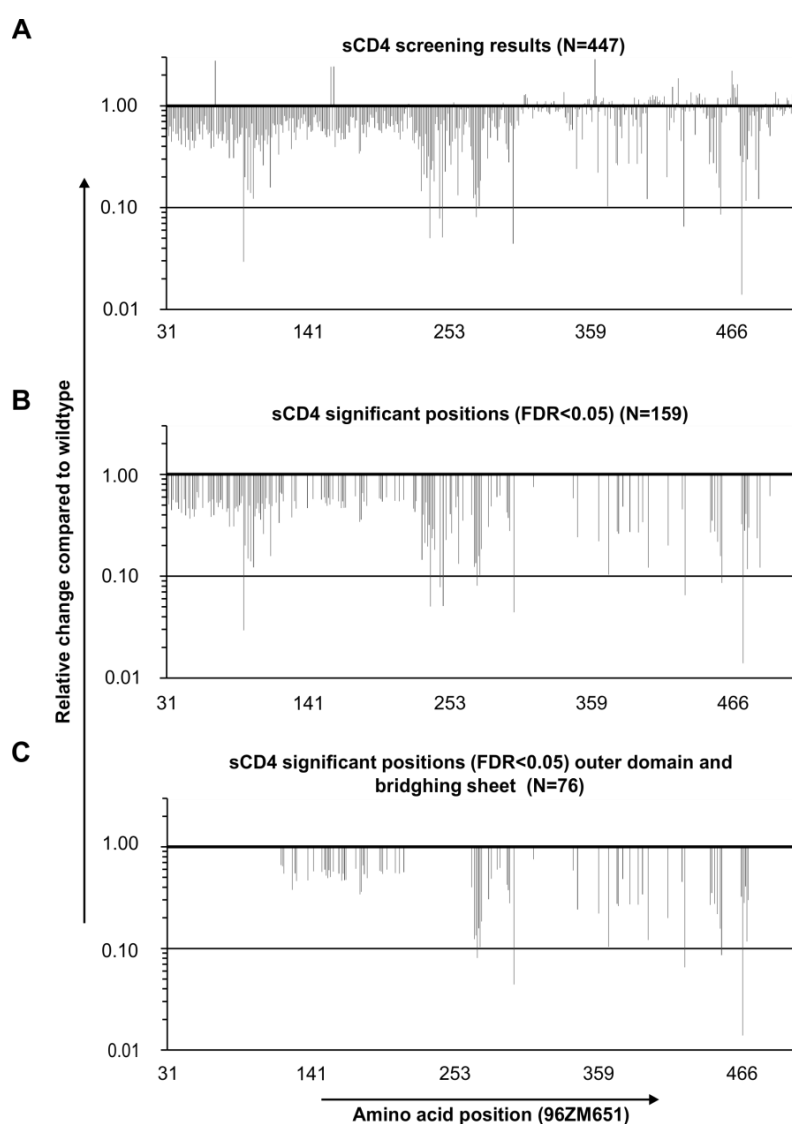 A
sCD4 screening results (N=447)
1.00
0.10
0.01
31 141 253 359 466
B
sCD4 significant positions (FDR<0.05) (N=159)
1.00
0.10
0.01
31 141 253 359 466
Relative change compared to wildtype
C
sCD4 significant positions (FDR<0.05) outer domain and
bridghing sheet (N=76)
1.00
0.10
0.01
31 141 253 359 466
Amino acid position (96ZM651)